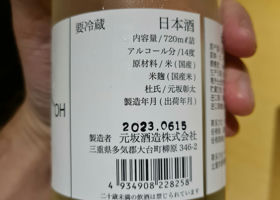 要冷蔵
日本酒
内容量/720ml詰
アルコール分/14度
原材料/米(国産)
米麹(国産米)
杜氏/元坂彰太
製造年月(出荷年月)
2023.0615
製造者 元坂酒造株式会社
三重県多気郡大台町柳原346-2
4 934908 228258
二十歳未満の飲酒は禁じられています